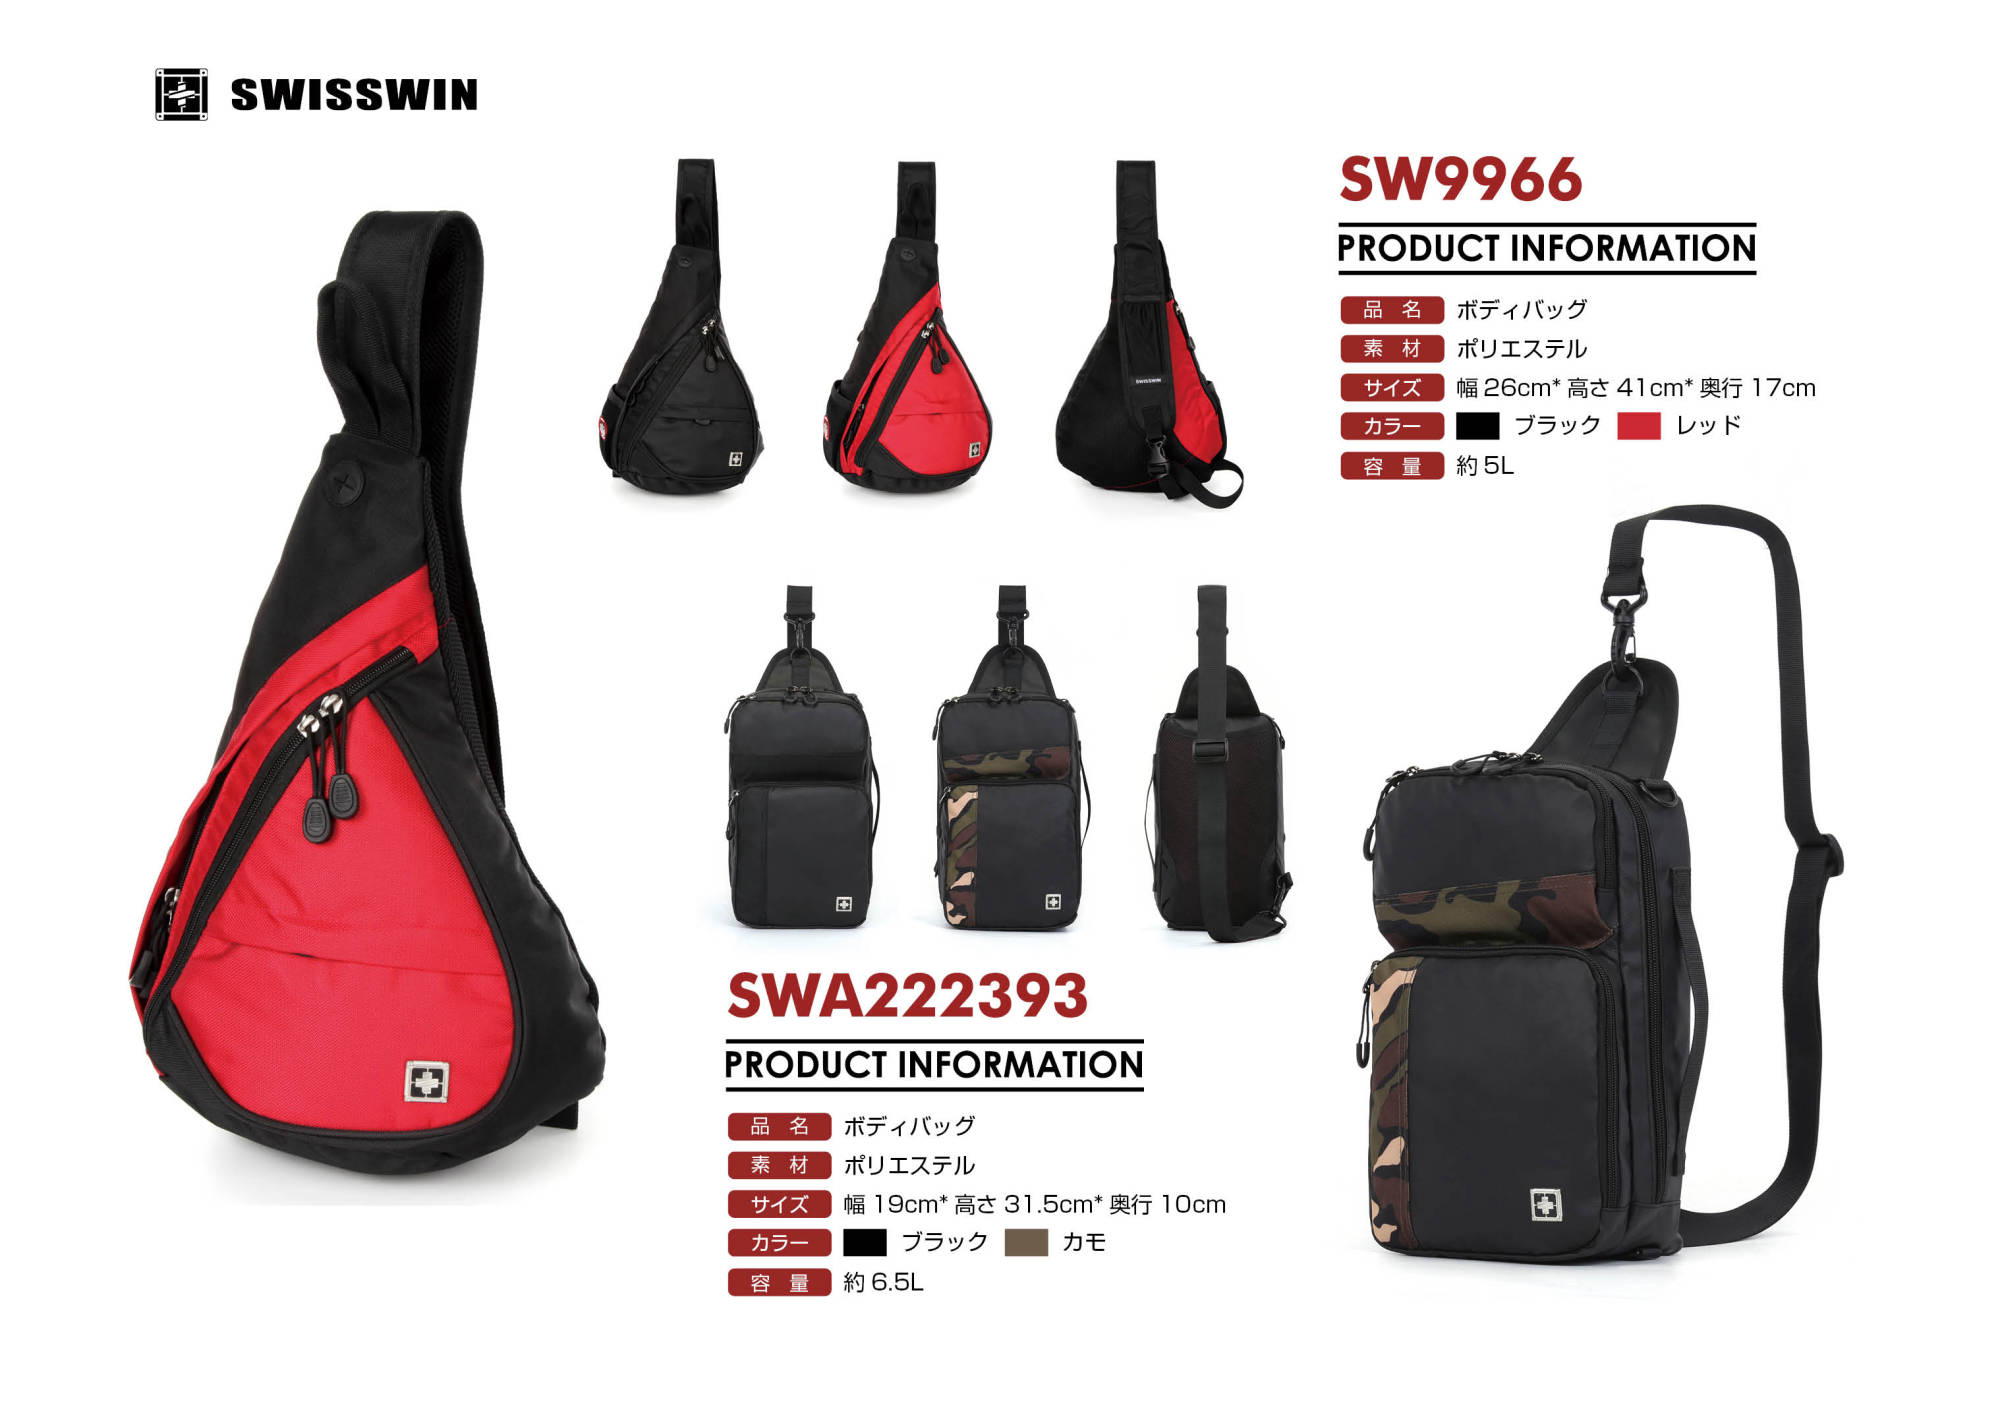 SWISSWIN
SW9966
PRODUCT INFORMATION
品 名 ボディバッグ
素 材 ポリエステル
サイズ 幅 26cm* 高さ 41cm* 奥行 17cm
カラー ブラック レッド
容 量 約 5L
SWISSWIN
SWA222393
PRODUCT INFORMATION
品 名 ボディバッグ
素 材 ポリエステル
サイズ 幅 19cm* 高さ 31.5cm* 奥行 10cm
カラー ブラック カモ
容 量 約 6.5L